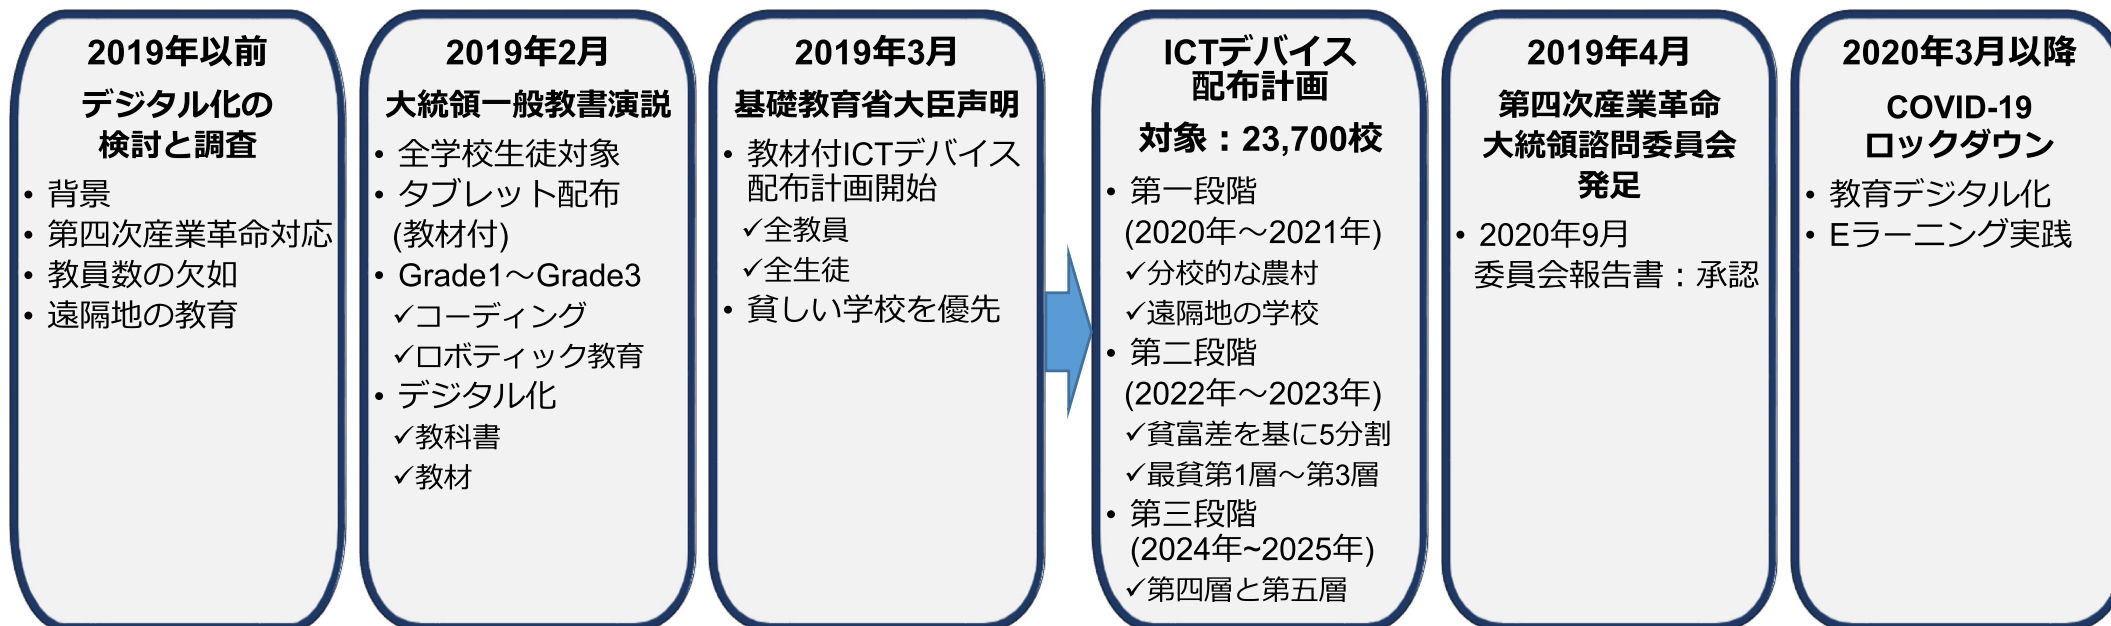 2019年以前
デジタル化の
検討と調査
• 背景
• 第四次産業革命対応
• 教員数の欠如
• 遠隔地の教育
2019年2月
大統領一般教書演説
• 全学校生徒対象
• タブレット配布
(教材付)
• Grade1～Grade3
✓コーディング
✓ロボティック教育
• デジタル化
✓教科書
✓教材
2019年3月
基礎教育省大臣声明
• 教材付ICTデバイス
配布計画開始
✓全教員
✓全生徒
• 貧しい学校を優先
ICTデバイス
配布計画
対象：23,700校
• 第一段階
(2020年～2021年)
✓分校的な農村
✓遠隔地の学校
• 第二段階
(2022年～2023年)
✓貧富差を基に5分割
✓最貧第1層～第3層
• 第三段階
(2024年~2025年)
✓第四層と第五層
2019年4月
第四次産業革命
大統領諮問委員会
発足
• 2020年9月
委員会報告書：承認
2020年3月以降
COVID-19
ロックダウン
• 教育デジタル化
• Eラーニング実践